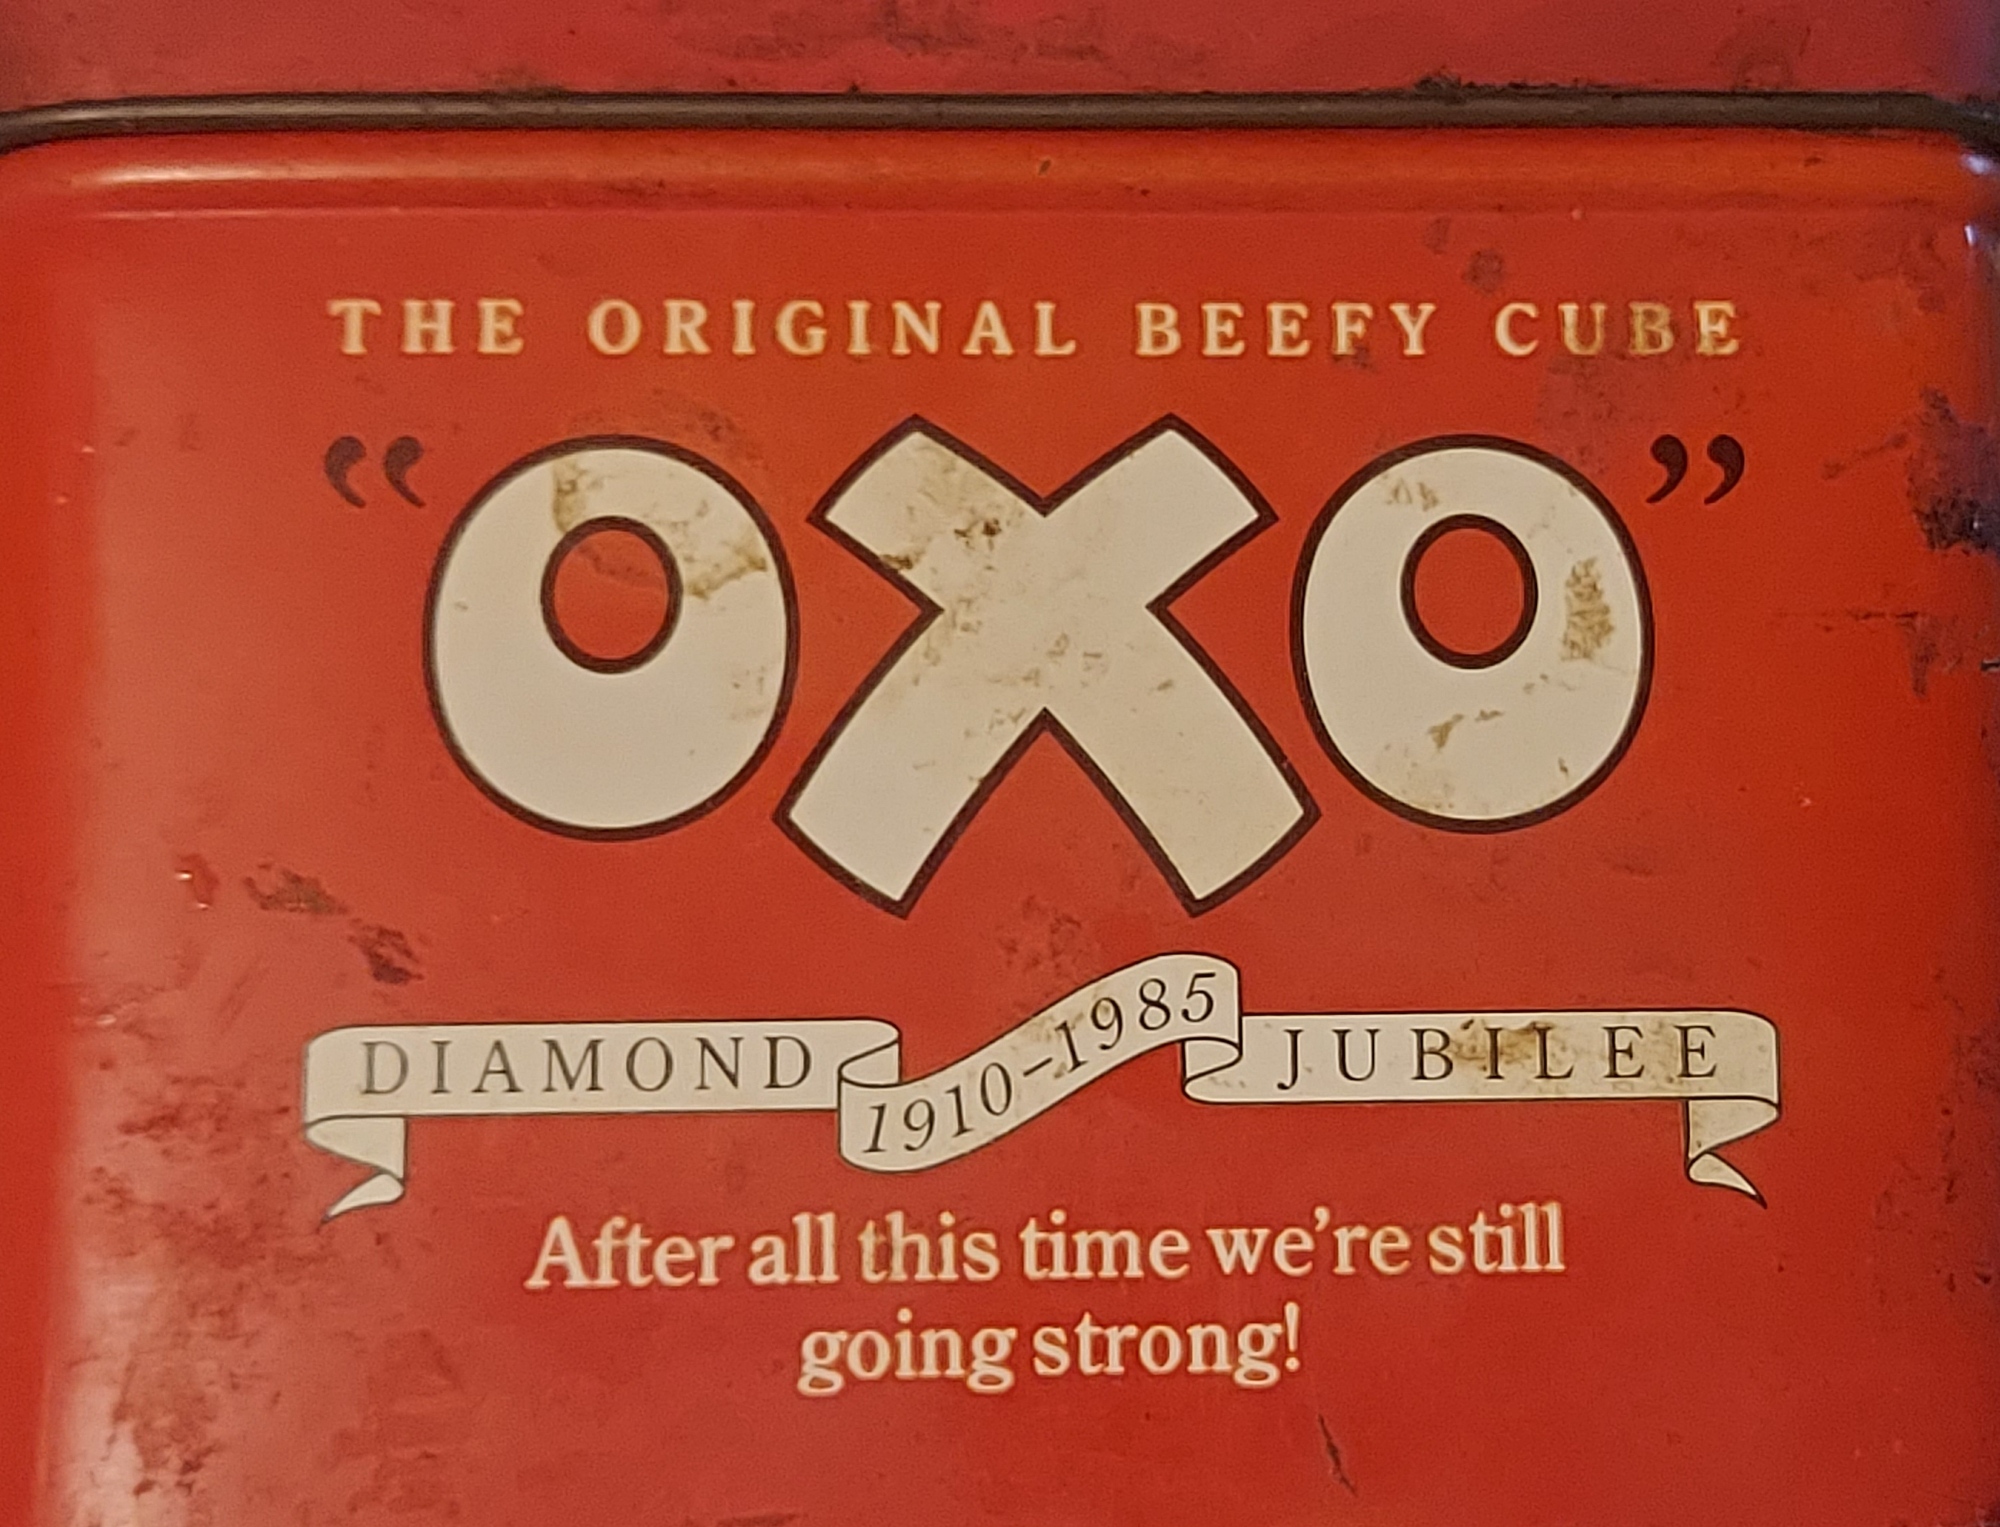 THE ORIGINAL BEEFY CUBE
“OXO”
DIAMOND 1910–1985 JUBILEE
After all this time we’re still
going strong!